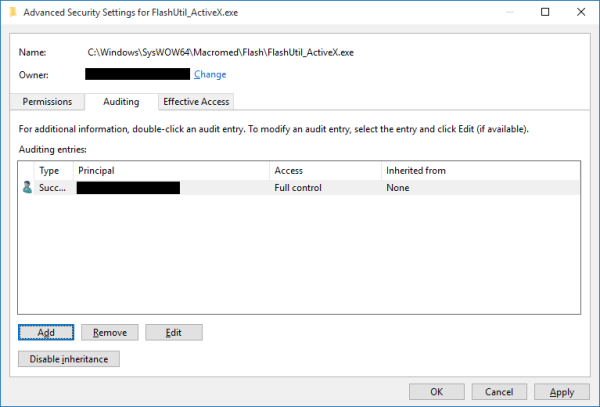 Advanced Security Settings for FlashUtil_ActiveX.exe
Name: C:\Windows\SysWOW64\Macromed\Flash\FlashUtil_ActiveX.exe
Owner: Change
Permissions Auditing Effective Access
For additional information, double-click an audit entry. To modify an audit entry, select the entry and click Edit (if available).
Auditing entries:
Type Principal Access Inherited from
Succ... Full control None
Add Remove Edit
Disable inheritance
OK Cancel Apply